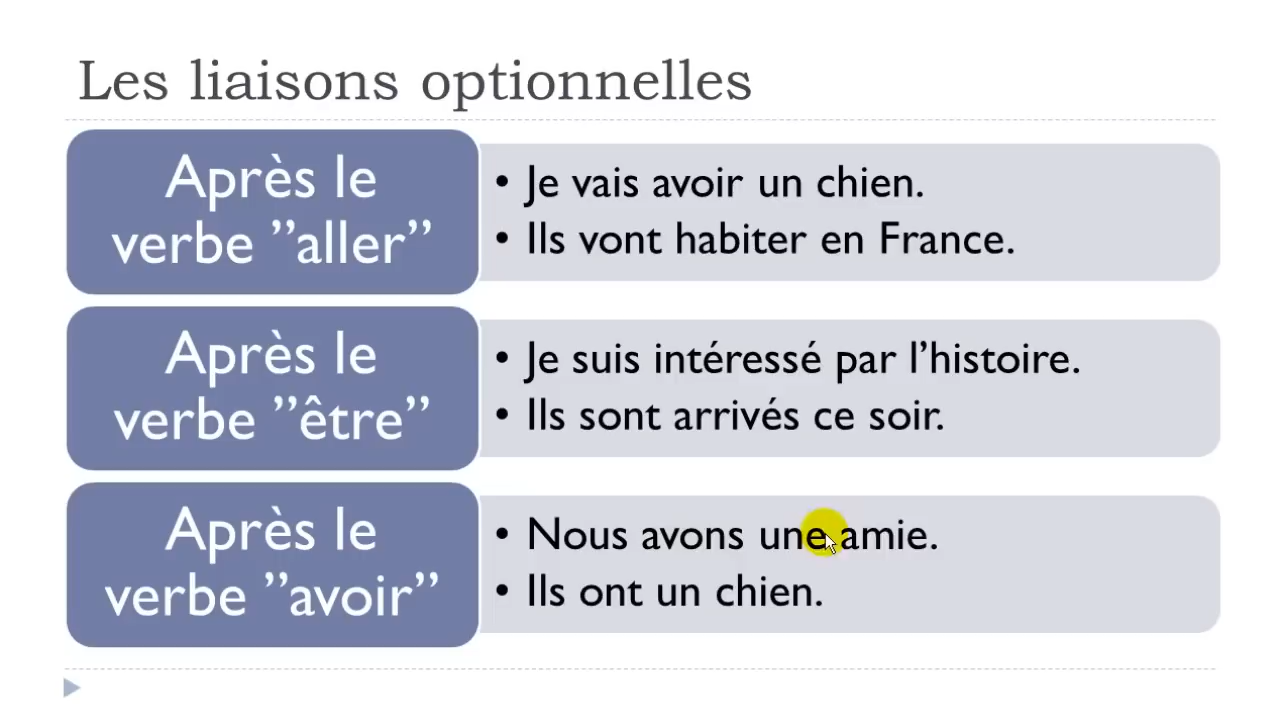 Les liaisons optionnelles
Après le
verbe ”aller”
• Je vais avoir un chien.
• Ils vont habiter en France.
Après le
verbe ”être”
• Je suis intéressé par l’histoire.
• Ils sont arrivés ce soir.
Après le
verbe ”avoir”
• Nous avons une amie.
• Ils ont un chien.